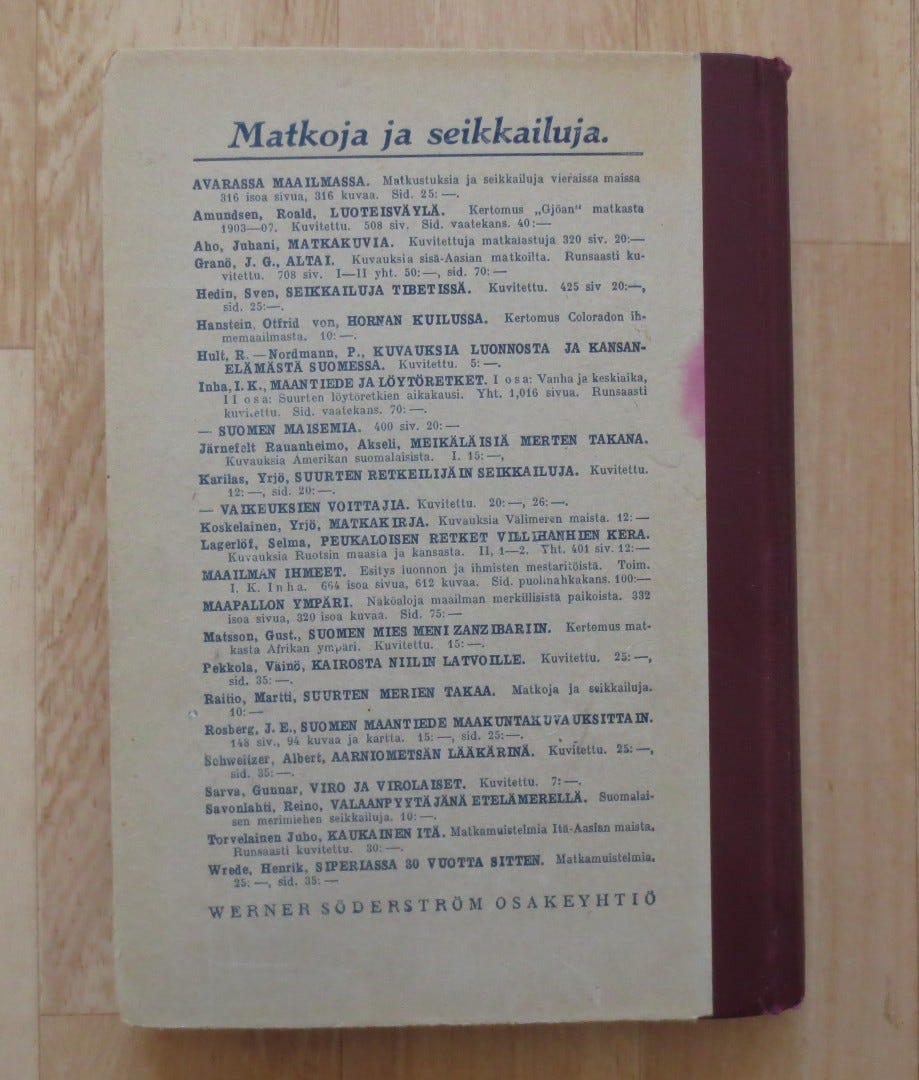 Matkoja ja seikkailuja.
AVARASSA MAAILMASSA. Matkustuksia ja seikkailuja vieraissa maissa
316 isoa sivua, 316 kuvaa. Sid. 25: —.
Amundsen, Roald, LUOTEISVÄYLÄ. Kertomus „Gjöan“ matkasta
1903—07. Kuvitettu. 508 siv. Sid. vaatekans. 40:—
Aho, Juhani, MATKAKUVIA. Kuvitettuja matkalastuja 320 siv. 20:—
Granö, J. G., ALTAI. Kuvauksia sisä-Aasian matkoilta. Runsaasti ku-
vitettu. 708 siv. I—II yht. 50: —, sid. 70: —
Hedin, Sven, SEIKKAILUJA TIBETISSÄ. Kuvitettu. 425 siv 20:—,
sid. 25:—.
Hanstein, Otfrid von, HORNAN KUILUSSA. Kertomus Coloradon ih-
memaailmasta. 10: —.
Hult, R. — Nordmann, P., KUVAUKSIA LUONNOSTA JA KANSAN-
ELÄMÄSTÄ SUOMESSA. Kuvitettu. 5: —.
Inha, I. K., MAANTIEDE JA LÖYTÖRETKET. I osa: Vanha ja keskiaika,
II osa: Suurten löytöretkien aikakausi. Yht. 1,016 sivua. Runsaasti
kuvitettu. Sid. vaatekans. 70: —.
— SUOMEN MAISEMIA. 400 siv. 20: —
Järnefelt Rauanheimo, Akseli, MEIKÄLÄISIÄ MERTEN TAKANA.
Kuvauksia Amerikan suomalaisista. I. 15: —,
Karilas, Yrjö, SUURTEN RETKEILIJÄIN SEIKKAILUJA. Kuvitettu.
12: —, sid. 20: —.
— VAIKEUKSIEN VOITTAJIA. Kuvitettu. 20: —, 26: —.
Koskelainen, Yrjö, MATKAKIRJA. Kuvauksia Välimeren maista. 12: —
Lagerlöf, Selma, PEUKALOISEN RETKET VILLIHANHIEN KERA.
Kuvauksia Ruotsin maasta ja kansasta. II, 1—2. Yht. 401 siv. 12:—
MAAILMAN IHMEET. Esitys luonnon ja ihmisten mestaritöistä. Toim.
I. K. Inha. 664 isoa sivua, 612 kuvaa. Sid. puolinahkakans. 100:—
MAAPALLON YMPÄRI. Näköaloja maailman merkillisistä paikoista. 332
isoa sivua, 320 isoa kuvaa. Sid. 75: —
Matsson, Gust., SUOMEN MIES MENI ZANZIBARIIN. Kertomus mat-
kasta Afrikan ympäri. Kuvitettu. 15: —.
Pekkola, Väinö, KAIROSTA NIILIN LATVOILLE. Kuvitettu. 25: —,
sid. 35: —.
Raitio, Martti, SUURTEN MERIEN TAKAA. Matkoja ja seikkailuja.
10: —
Rosberg, J. E., SUOMEN MAANTIEDE MAAKUNTAKUVAUKSITTAIN.
148 siv., 94 kuvaa ja kartta. 15: —, sid. 25: —.
Schweitzer, Albert, AARNIOMETSÄN LÄÄKÄRINÄ. Kuvitettu. 25: —,
sid. 35: —.
Sarva, Gunnar, VIRO JA VIROLAISET. Kuvitettu. 7: —.
Savonlahti, Reino, VALAANPYYTÄJÄNÄ ETELÄMERELLÄ. Suomalai-
sen merimiehen seikkailuja. 10: —.
Torvelainen Juho, KAUKAINEN ITÄ. Matkamuistelmia Itä-Aasian maista.
Runsaasti kuvitettu. 30: —.
Wrede, Henrik, SIPERIASSA 30 VUOTTA SITTEN. Matkamuistelmia.
25: —, sid. 35: —
WERNER SÖDERSTRÖM OSAKEYHTIÖ